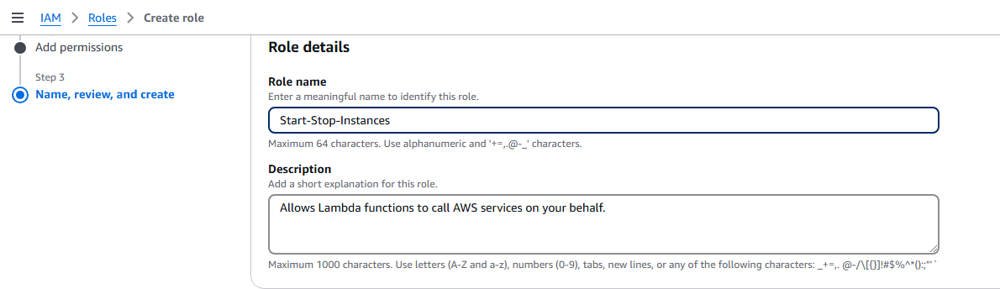 IAM > Roles > Create role
Add permissions
Step 3
Name, review, and create
Role details
Role name
Enter a meaningful name to identify this role.
Start-Stop-Instances
Maximum 64 characters. Use alphanumeric and '+=,.@-_' characters.
Description
Add a short explanation for this role.
Allows Lambda functions to call AWS services on your behalf.
Maximum 1000 characters. Use letters (A-Z and a-z), numbers (0-9), tabs, new lines, or any of the following characters: _+=,. @-/\[{}]!#$%^*();:"'`